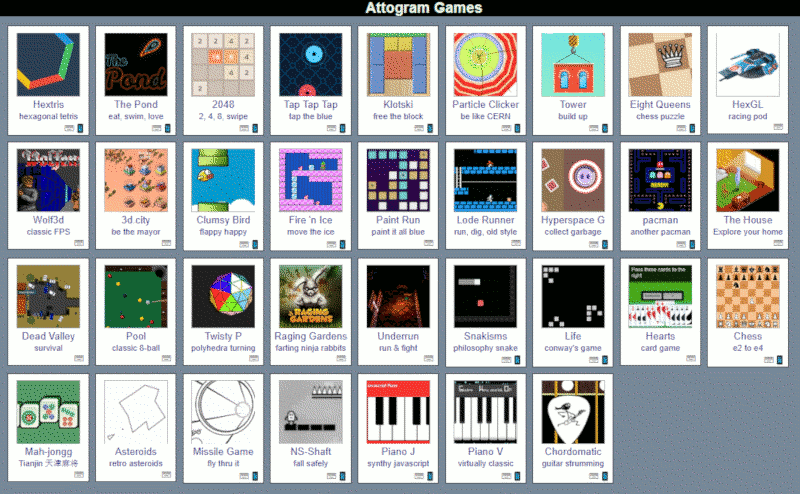 Attogram Games
Hextris
hexagonal tetris
The Pond
eat, swim, love
2048
2, 4, 8, swipe
Tap Tap Tap
tap the blue
Klotski
free the block
Particle Clicker
be like CERN
Tower
build up
Eight Queens
chess puzzle
HexGL
racing pod
Wolf3d
classic FPS
3d.city
be the mayor
Clumsy Bird
flappy happy
Fire 'n Ice
move the ice
Paint Run
paint it all blue
Lode Runner
run, dig, old style
Hyperspace G
collect garbage
pacman
another pacman
The House
Explore your home
Dead Valley
survival
Pool
classic 8-ball
Twisty P
polyhedra turning
RAGING
GARDENS
Raging Gardens
farting ninja rabbits
Underrun
run & fight
Snakisms
philosophy snake
Life
conway's game
Pass three cards to the
right
Hearts
card game
Chess
e2 to e4
Mah-jongg
Tianjin 天津麻将
Asteroids
retro asteroids
Missile Game
fly thru it
NS-Shaft
fall safely
Javascript Piano
Piano J
synthy javascript
Piano V
virtually classic
Chordomatic
guitar strumming